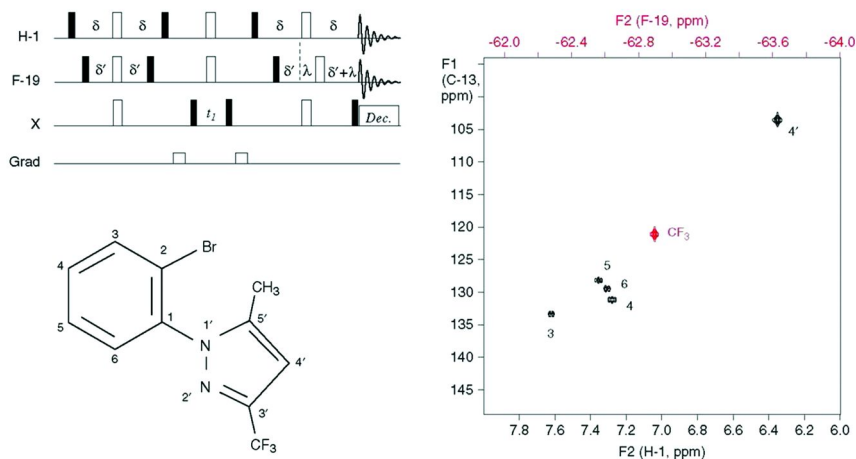 H-1 δ δ δ δ
F-19 δ′ δ′ δ′ λ δ′+λ
X t1 Dec.
Grad
3
4
2
Br
5
1
6
CH3
1′
5′
N
4′
2′
N
3′
CF3
F2 (F-19, ppm)
-62.0 -62.4 -62.8 -63.2 -63.6 -64.0
F1
(C-13,
ppm)
105
110
115
120
125
130
135
140
145
4′
CF3
5
6
4
3
7.8 7.6 7.4 7.2 7.0 6.8 6.6 6.4 6.2 6.0
F2 (H-1, ppm)